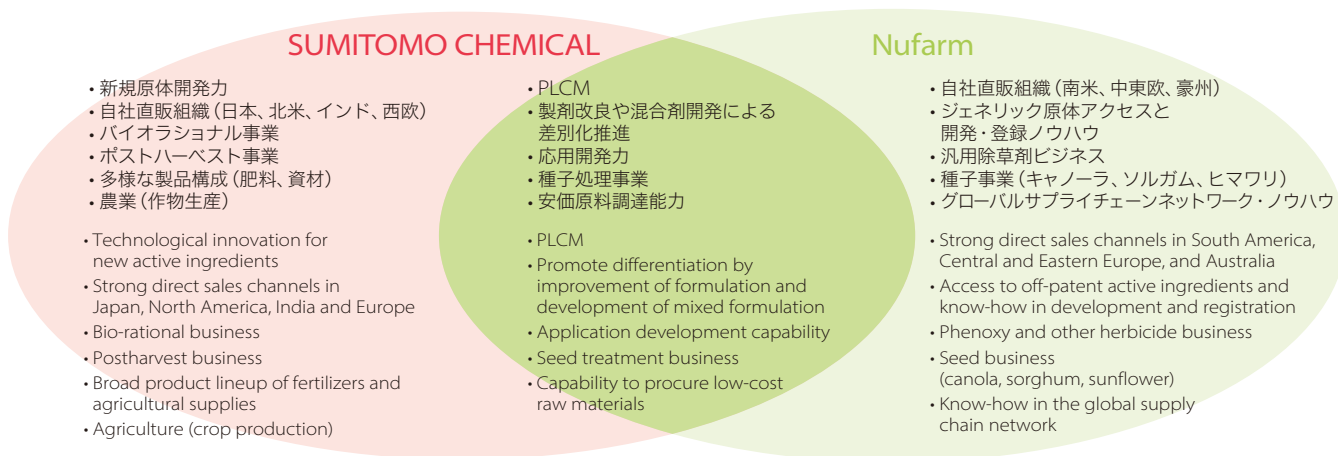 SUMITOMO CHEMICAL
• 新規原体開発力
• 自社直販組織（日本、北米、インド、西欧）
• バイオラショナル事業
• ポストハーベスト事業
• 多様な製品構成（肥料、資材）
• 農業（作物生産）
• Technological innovation for
new active ingredients
• Strong direct sales channels in
Japan, North America, India and Europe
• Bio-rational business
• Postharvest business
• Broad product lineup of fertilizers and
agricultural supplies
• Agriculture (crop production)
• PLCM
• 製剤改良や混合剤開発による
差別化推進
• 応用開発力
• 種子処理事業
• 安価原料調達能力
• PLCM
• Promote differentiation by
improvement of formulation and
development of mixed formulation
• Application development capability
• Seed treatment business
• Capability to procure low-cost
raw materials
Nufarm
• 自社直販組織（南米、中東欧、豪州）
• ジェネリック原体アクセスと
開発・登録ノウハウ
• 汎用除草剤ビジネス
• 種子事業（キャノーラ、ソルガム、ヒマワリ）
• グローバルサプライチェーンネットワーク・ノウハウ
• Strong direct sales channels in South America,
Central and Eastern Europe, and Australia
• Access to off-patent active ingredients and
know-how in development and registration
• Phenoxy and other herbicide business
• Seed business
(canola, sorghum, sunflower)
• Know-how in the global supply
chain network